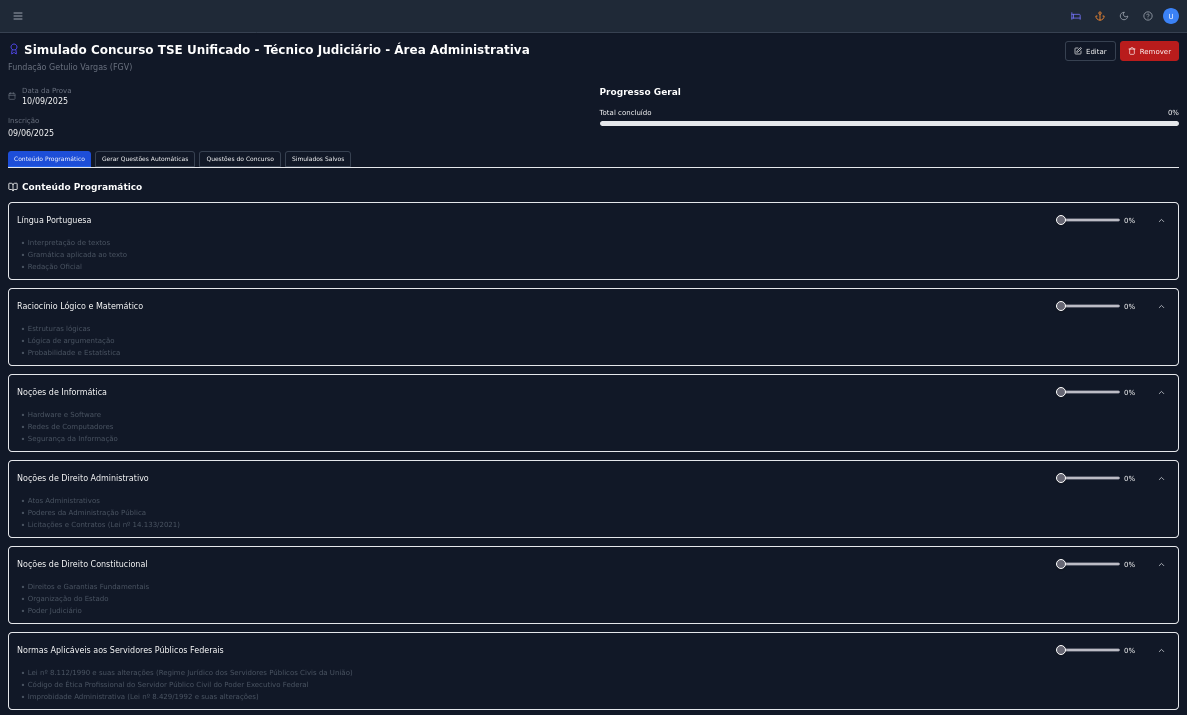 U
Simulado Concurso TSE Unificado - Técnico Judiciário - Área Administrativa
Editar
Remover
Fundação Getulio Vargas (FGV)
Data da Prova
10/09/2025
Inscrição
09/06/2025
Progresso Geral
Total concluído
0%
Conteúdo Programático
Gerar Questões Automáticas
Questões do Concurso
Simulados Salvos
Conteúdo Programático
Língua Portuguesa
0%
• Interpretação de textos
• Gramática aplicada ao texto
• Redação Oficial
Raciocínio Lógico e Matemático
0%
• Estruturas lógicas
• Lógica de argumentação
• Probabilidade e Estatística
Noções de Informática
0%
• Hardware e Software
• Redes de Computadores
• Segurança da Informação
Noções de Direito Administrativo
0%
• Atos Administrativos
• Poderes da Administração Pública
• Licitações e Contratos (Lei nº 14.133/2021)
Noções de Direito Constitucional
0%
• Direitos e Garantias Fundamentais
• Organização do Estado
• Poder Judiciário
Normas Aplicáveis aos Servidores Públicos Federais
0%
• Lei nº 8.112/1990 e suas alterações (Regime Jurídico dos Servidores Públicos Civis da União)
• Código de Ética Profissional do Servidor Público Civil do Poder Executivo Federal
• Improbidade Administrativa (Lei nº 8.429/1992 e suas alterações)